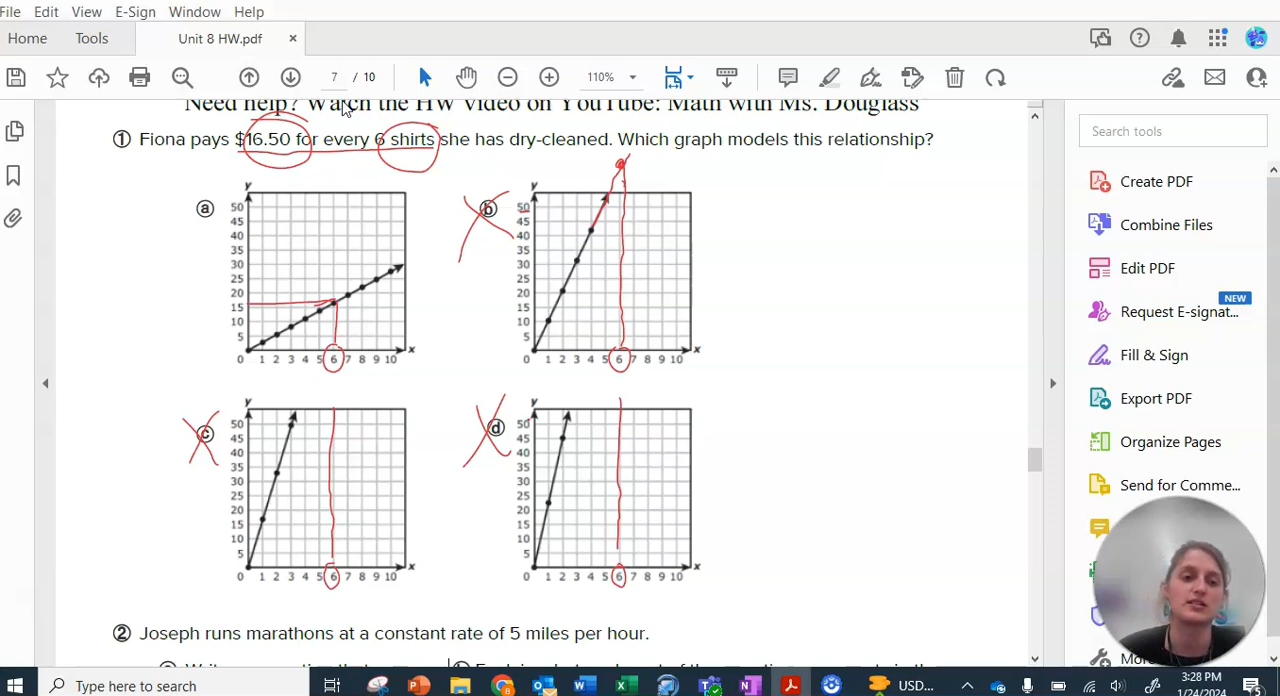 File Edit View E-Sign Window Help
Home Tools Unit 8 HW.pdf ×
7 / 10 110%
Need help? Watch the HW video on YouTube: Math with Ms. Douglass
① Fiona pays $16.50 for every 6 shirts she has dry-cleaned. Which graph models this relationship?
Search tools
Create PDF
Combine Files
Edit PDF
NEW
Request E-signat...
Fill & Sign
Export PDF
Organize Pages
Send for Comme...
ⓐ
y
50
45
40
35
30
25
20
15
10
5
0 1 2 3 4 5 6 7 8 9 10 x
ⓑ
y
50
45
40
35
30
25
20
15
10
5
0 1 2 3 4 5 6 7 8 9 10 x
ⓒ
y
50
45
40
35
30
25
20
15
10
5
0 1 2 3 4 5 6 7 8 9 10 x
ⓓ
y
50
45
40
35
30
25
20
15
10
5
0 1 2 3 4 5 6 7 8 9 10 x
② Joseph runs marathons at a constant rate of 5 miles per hour.
Type here to search
USD...
3:28 PM
1/24/2024